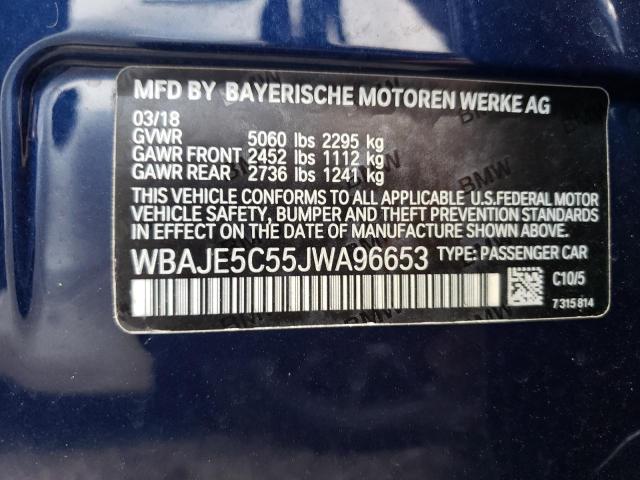 MFD BY BAYERISCHE MOTOREN WERKE AG
03/18
GVWR 5060 lbs 2295 kg
GAWR FRONT 2452 lbs 1112 kg
GAWR REAR 2736 lbs 1241 kg
THIS VEHICLE CONFORMS TO ALL APPLICABLE U.S.FEDERAL MOTOR
VEHICLE SAFETY, BUMPER AND THEFT PREVENTION STANDARDS
IN EFFECT ON THE DATE OF MANUFACTURE SHOWN ABOVE.
WBAJE5C55JWA96653 TYPE: PASSENGER CAR
C10/5
7315814